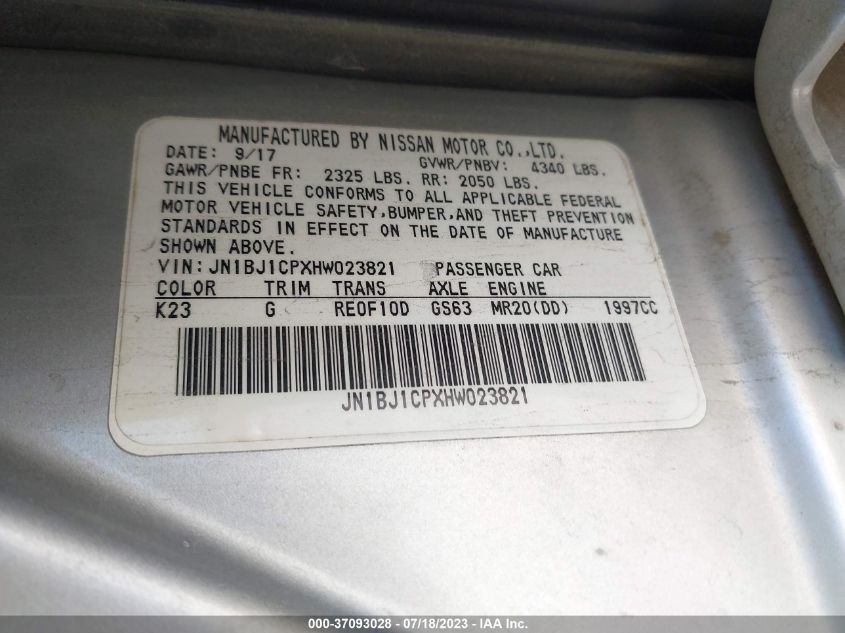 MANUFACTURED BY NISSAN MOTOR CO.,LTD.
DATE: 9/17 GVWR/PNBV: 4340 LBS.
GAWR/PNBE FR: 2325 LBS. RR: 2050 LBS.
THIS VEHICLE CONFORMS TO ALL APPLICABLE FEDERAL
MOTOR VEHICLE SAFETY,BUMPER,AND THEFT PREVENTION
STANDARDS IN EFFECT ON THE DATE OF MANUFACTURE
SHOWN ABOVE.
VIN: JN1BJ1CPXHW023821 PASSENGER CAR
COLOR TRIM TRANS AXLE ENGINE
K23 G RE0F10D GS63 MR20(DD) 1997CC
JN1BJ1CPXHW023821
000-37093028 - 07/18/2023 - IAA Inc.